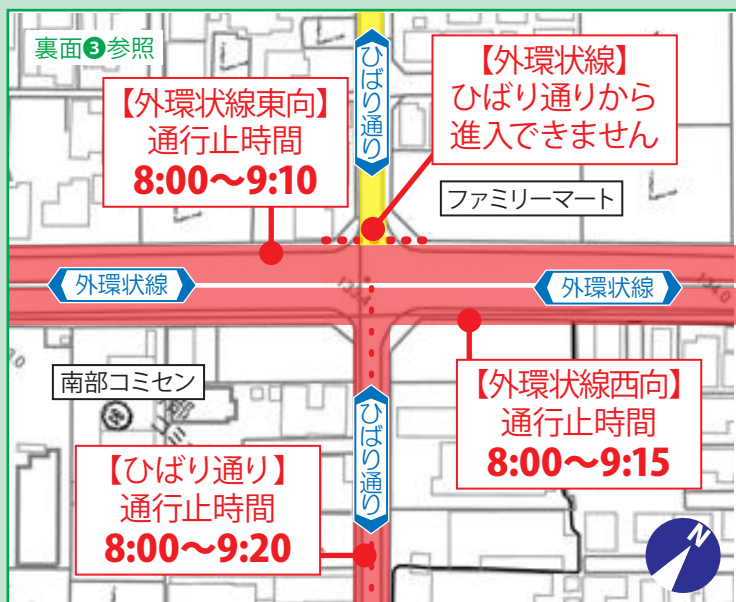 裏面❸参照
ひばり通り
【外環状線】
ひばり通りから
進入できません
【外環状線東向】
通行止時間
8:00〜9:10
ファミリーマート
外環状線
外環状線
134.0
南部コミセン
ひばり通り
【外環状線西向】
通行止時間
8:00〜9:15
【ひばり通り】
通行止時間
8:00〜9:20
N